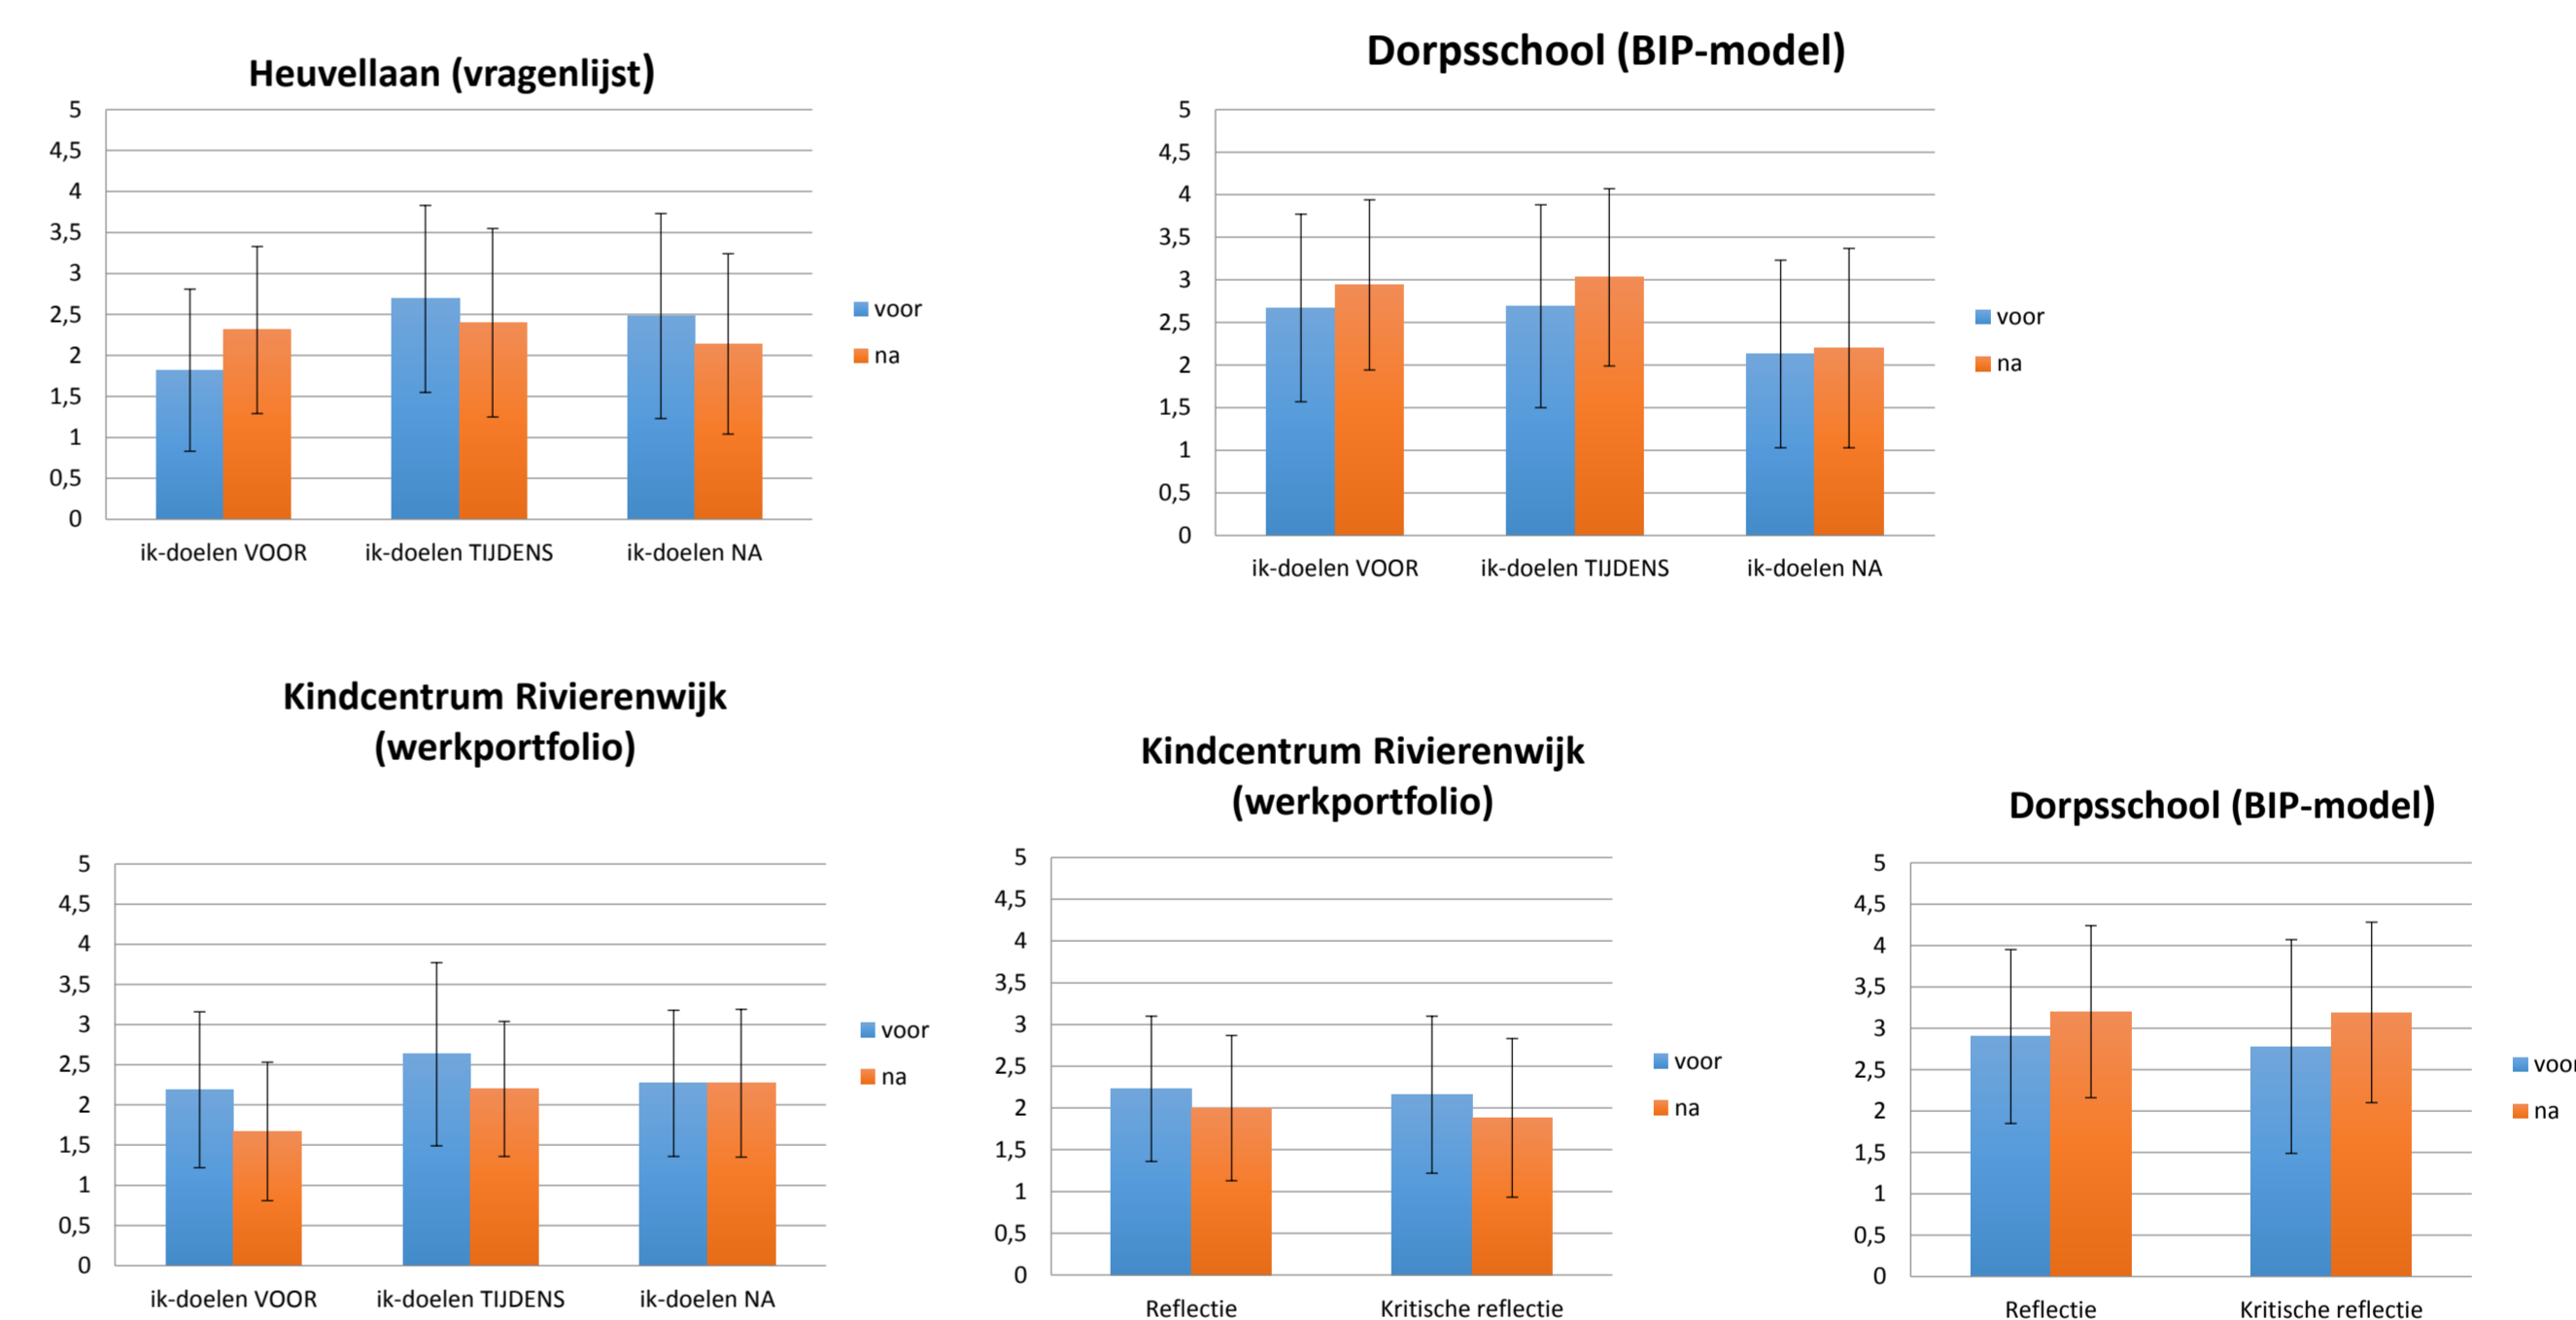 Heuvellaan (vragenlijst)
5
4,5
4
3,5
3
2,5
2
1,5
1
0,5
0
ik-doelen VOOR ik-doelen TIJDENS ik-doelen NA
voor
na
Dorpsschool (BIP-model)
5
4,5
4
3,5
3
2,5
2
1,5
1
0,5
0
ik-doelen VOOR ik-doelen TIJDENS ik-doelen NA
voor
na
Kindcentrum Rivierenwijk
(werkportfolio)
5
4,5
4
3,5
3
2,5
2
1,5
1
0,5
0
ik-doelen VOOR ik-doelen TIJDENS ik-doelen NA
voor
na
Kindcentrum Rivierenwijk
(werkportfolio)
5
4,5
4
3,5
3
2,5
2
1,5
1
0,5
0
Reflectie Kritische reflectie
voor
na
Dorpsschool (BIP-model)
5
4,5
4
3,5
3
2,5
2
1,5
1
0,5
0
Reflectie Kritische reflectie
voor
na